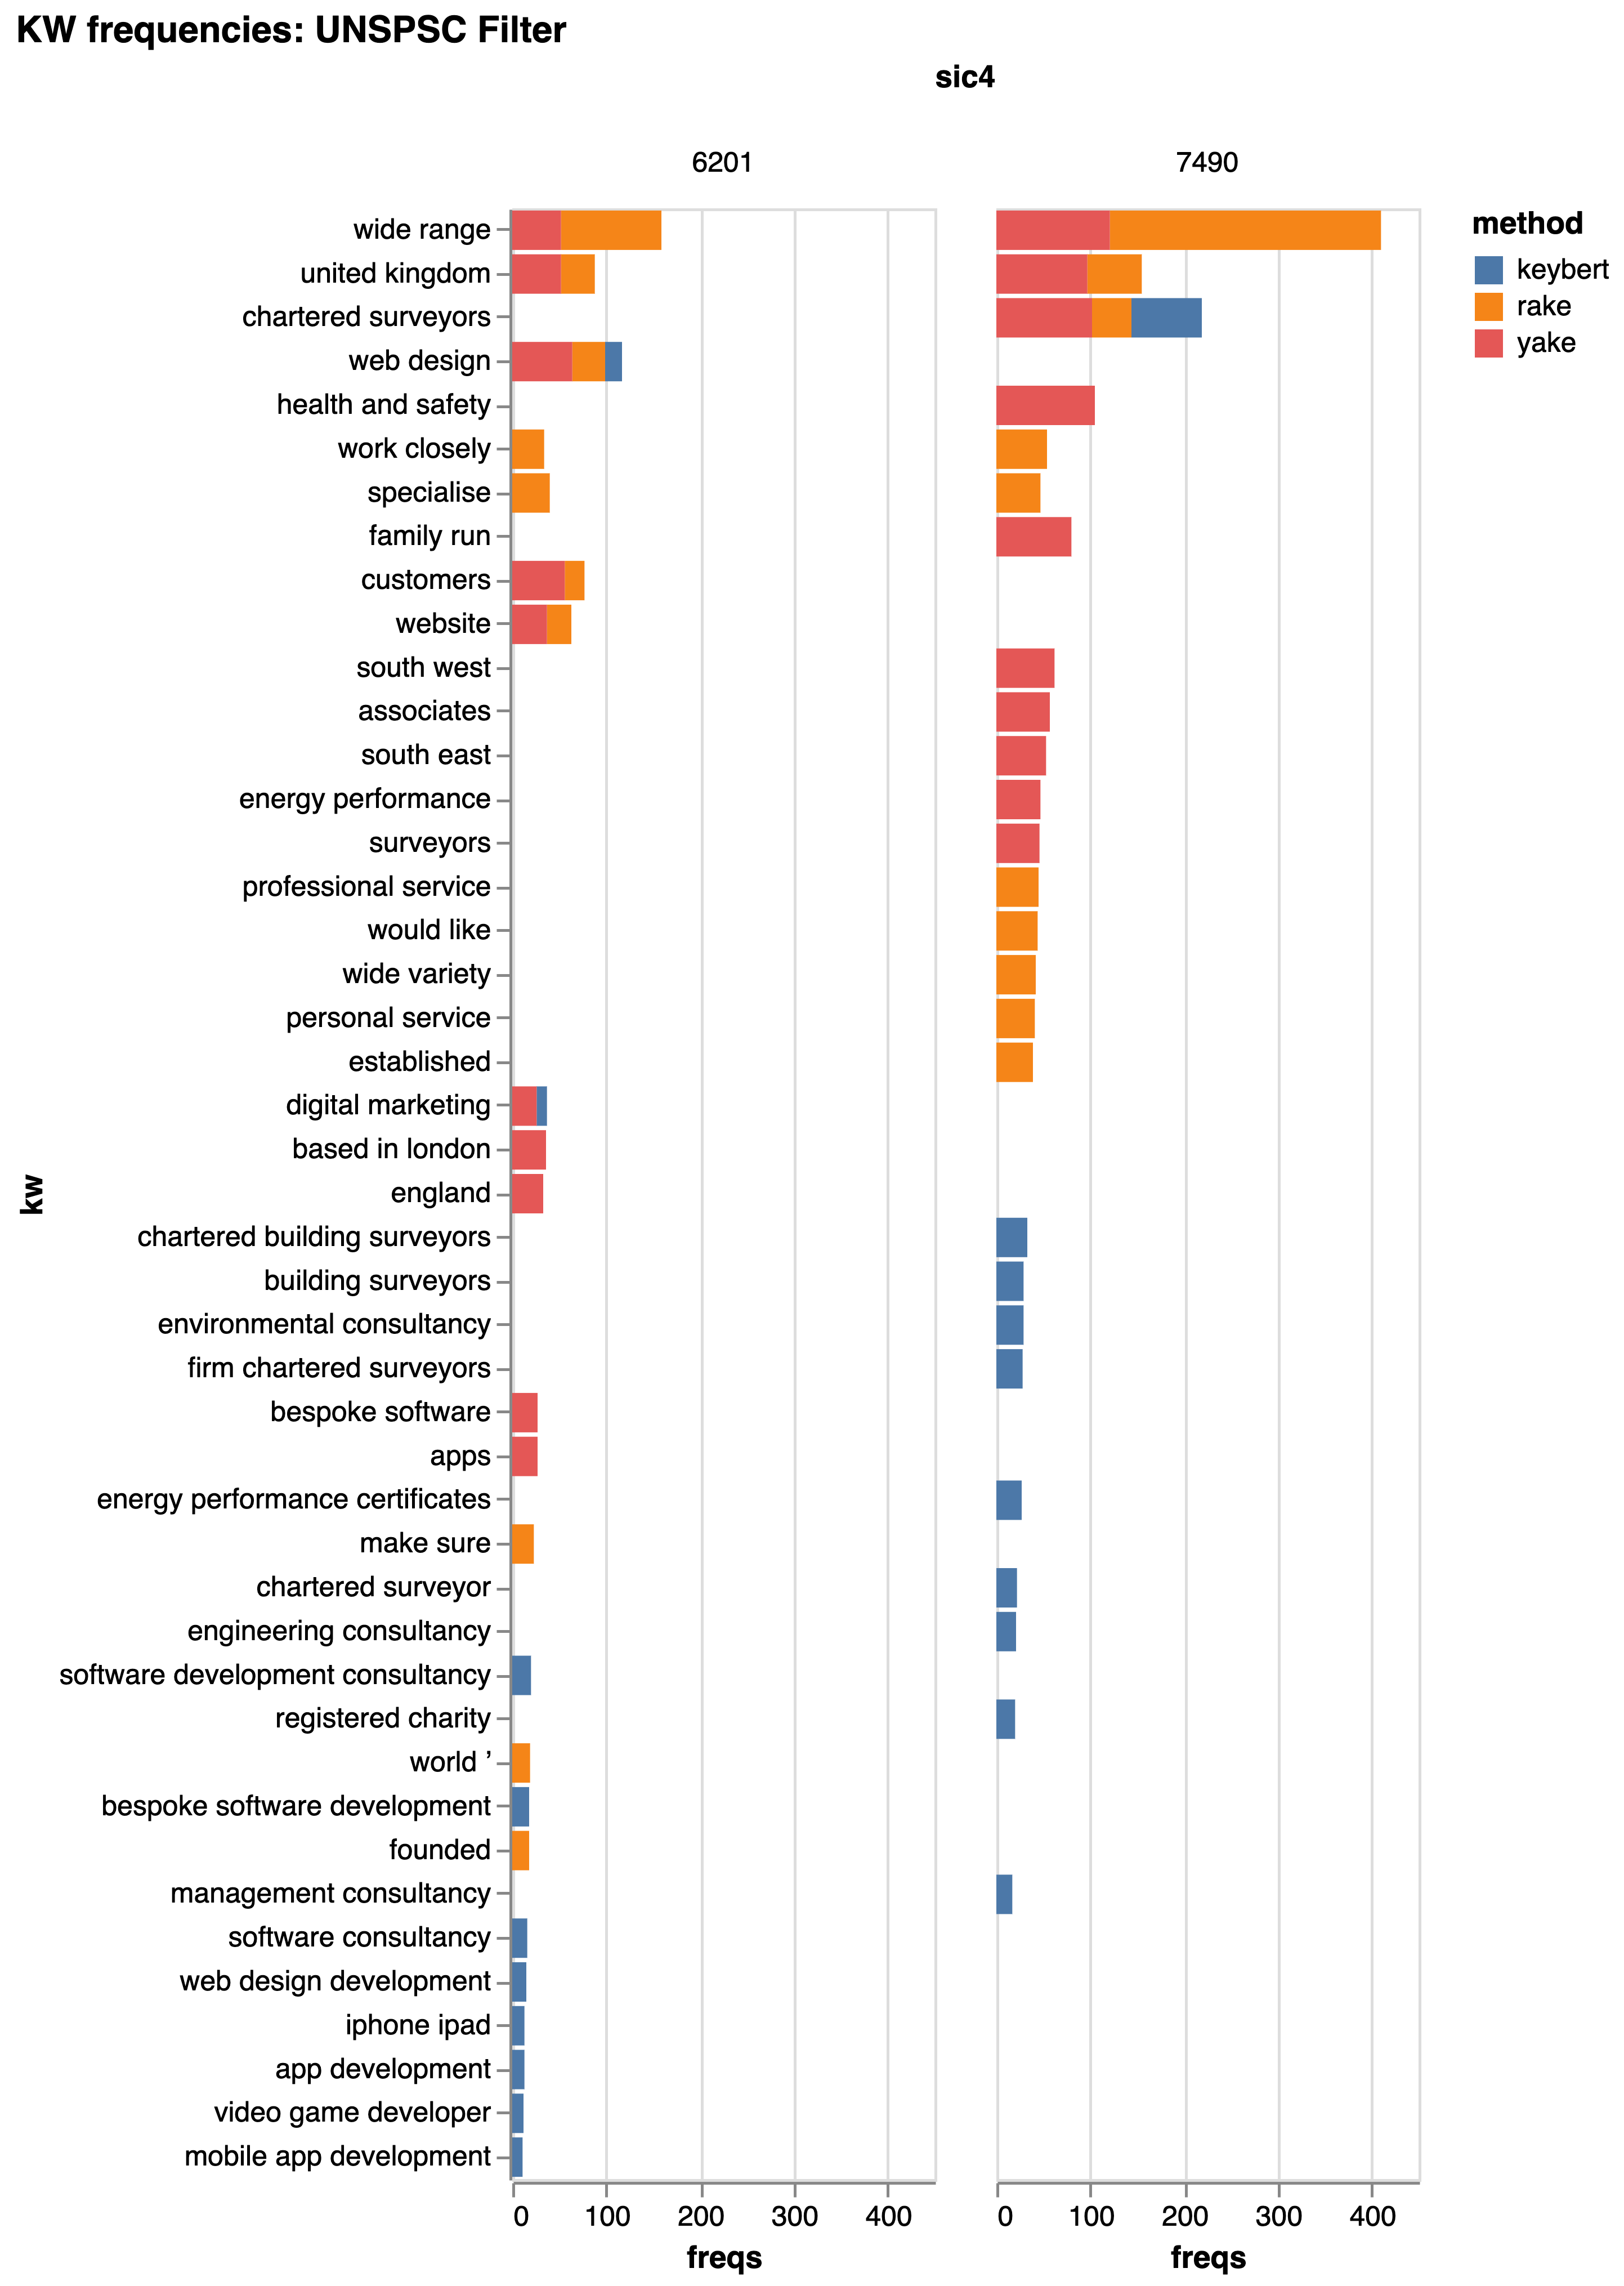 KW frequencies: UNSPSC Filter
sic4
6201
7490
method
keybert
rake
yake
kw
wide range
united kingdom
chartered surveyors
web design
health and safety
work closely
specialise
family run
customers
website
south west
associates
south east
energy performance
surveyors
professional service
would like
wide variety
personal service
established
digital marketing
based in london
england
chartered building surveyors
building surveyors
environmental consultancy
firm chartered surveyors
bespoke software
apps
energy performance certificates
make sure
chartered surveyor
engineering consultancy
software development consultancy
registered charity
world ’
bespoke software development
founded
management consultancy
software consultancy
web design development
iphone ipad
app development
video game developer
mobile app development
0 100 200 300 400
0 100 200 300 400
freqs
freqs